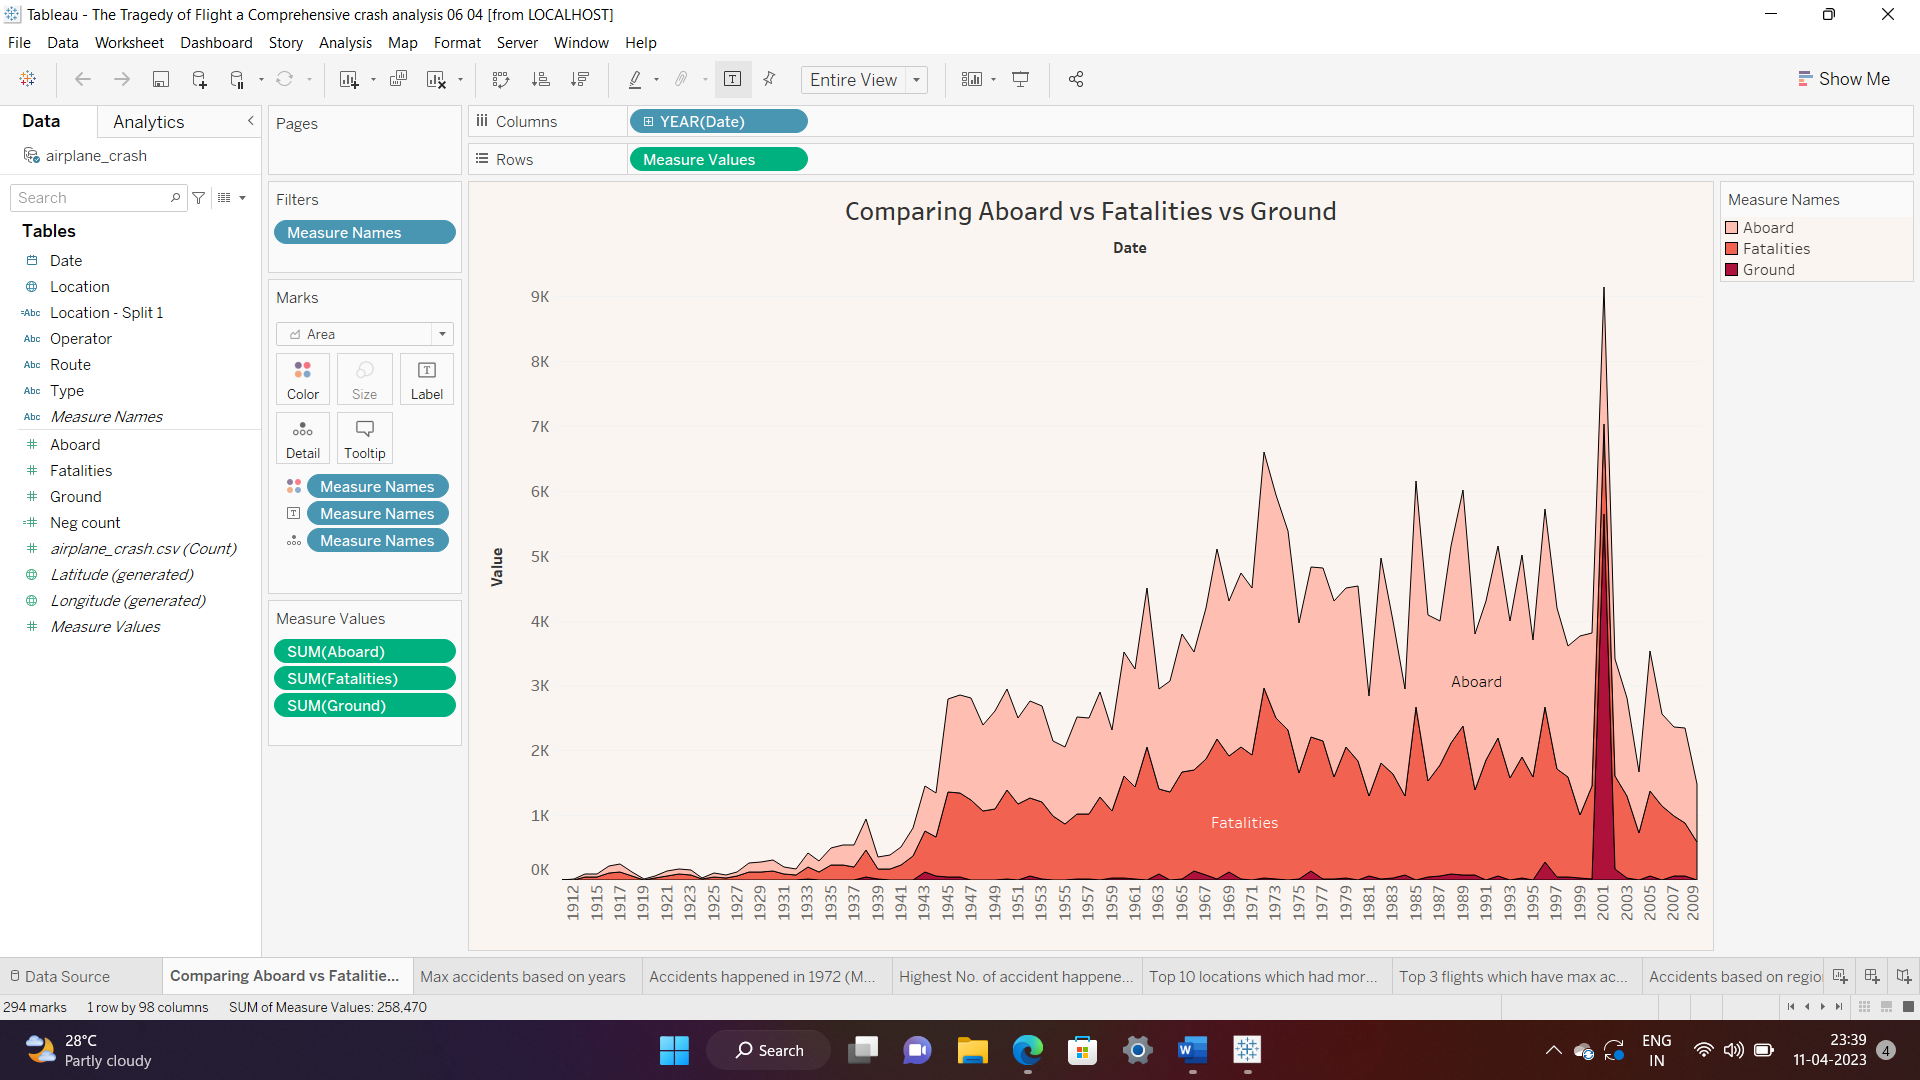 Tableau - The Tragedy of Flight a Comprehensive crash analysis 06 04 [from LOCALHOST]
File Data Worksheet Dashboard Story Analysis Map Format Server Window Help
Entire View
Show Me
Data Analytics
airplane_crash
Search
Tables
Date
Location
=Abc Location - Split 1
Abc Operator
Abc Route
Abc Type
Abc Measure Names
# Aboard
# Fatalities
# Ground
=# Neg count
# airplane_crash.csv (Count)
Latitude (generated)
Longitude (generated)
# Measure Values
Pages
Filters
Measure Names
Marks
Area
Color Size Label
Detail Tooltip
Measure Names
Measure Names
Measure Names
Measure Values
SUM(Aboard)
SUM(Fatalities)
SUM(Ground)
Columns YEAR(Date)
Rows Measure Values
Comparing Aboard vs Fatalities vs Ground
Date
9K
8K
7K
6K
5K
4K
3K
2K
1K
0K
Value
Aboard
Fatalities
1912 1915 1917 1919 1921 1923 1925 1927 1929 1931 1933 1935 1937 1939 1941 1943 1945 1947 1949 1951 1953 1955 1957 1959 1961 1963 1965 1967 1969 1971 1973 1975 1977 1979 1981 1983 1985 1987 1989 1991 1993 1995 1997 1999 2001 2003 2005 2007 2009
Measure Names
Aboard
Fatalities
Ground
Data Source Comparing Aboard vs Fatalitie... Max accidents based on years Accidents happened in 1972 (M... Highest No. of accident happene... Top 10 locations which had mor... Top 3 flights which have max ac... Accidents based on regio
294 marks 1 row by 98 columns SUM of Measure Values: 258,470
28°C
Partly cloudy
Search
ENG
IN
23:39
11-04-2023
4